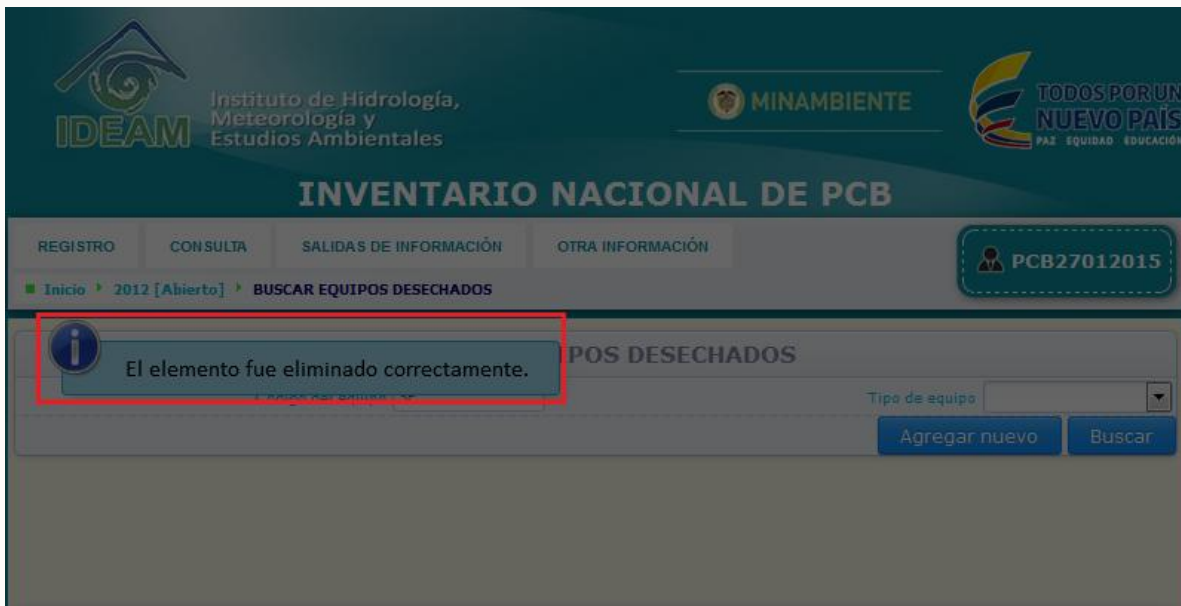 IDEAM
Instituto de Hidrología,
Meteorología y
Estudios Ambientales
MINAMBIENTE
TODOS POR UN
NUEVO PAÍS
PAZ EQUIDAD EDUCACIÓN
INVENTARIO NACIONAL DE PCB
REGISTRO CONSULTA SALIDAS DE INFORMACIÓN OTRA INFORMACIÓN
PCB27012015
Inicio 2012 [Abierto] BUSCAR EQUIPOS DESECHADOS
IPOS DESECHADOS
El elemento fue eliminado correctamente.
Tipo de equipo
Agregar nuevo Buscar